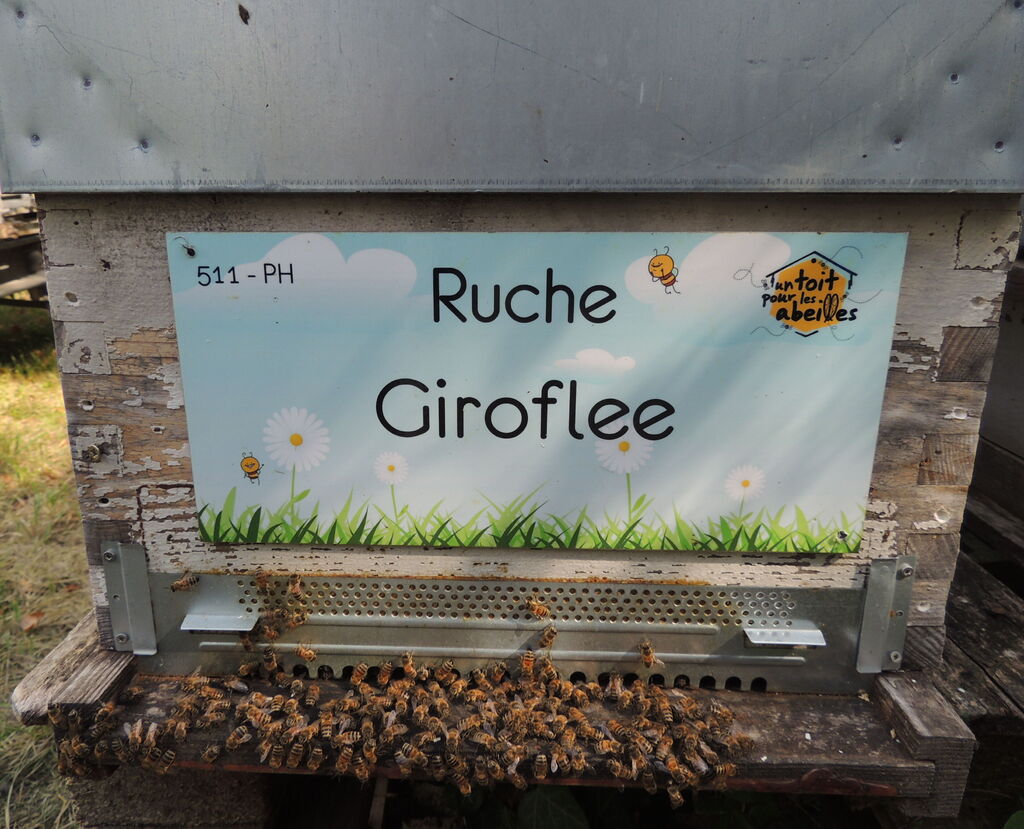 511 - PH
Ruche
Giroflee
un toit
pour les
abeilles